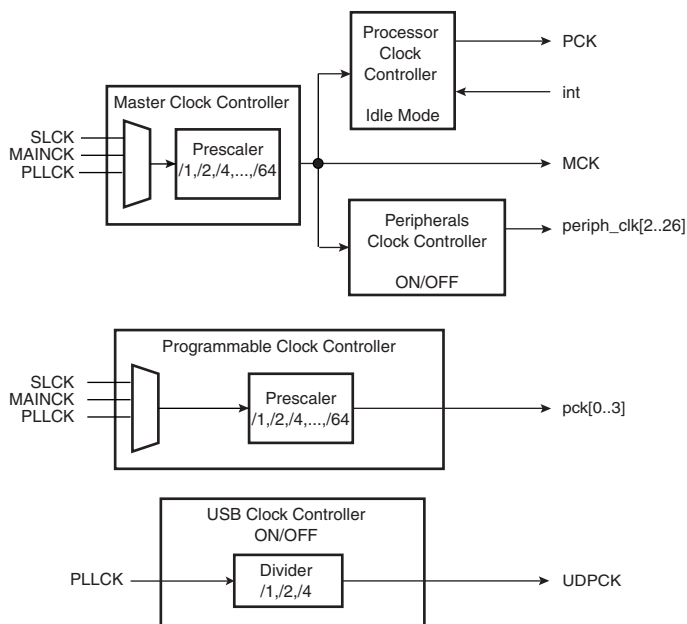 Processor
Clock
Controller
Idle Mode
PCK
int
Master Clock Controller
SLCK
MAINCK
PLLCK
Prescaler
/1,/2,/4,...,/64
MCK
Peripherals
Clock Controller
ON/OFF
periph_clk[2..26]
Programmable Clock Controller
SLCK
MAINCK
PLLCK
Prescaler
/1,/2,/4,...,/64
pck[0..3]
USB Clock Controller
ON/OFF
PLLCK
Divider
/1,/2,/4
UDPCK